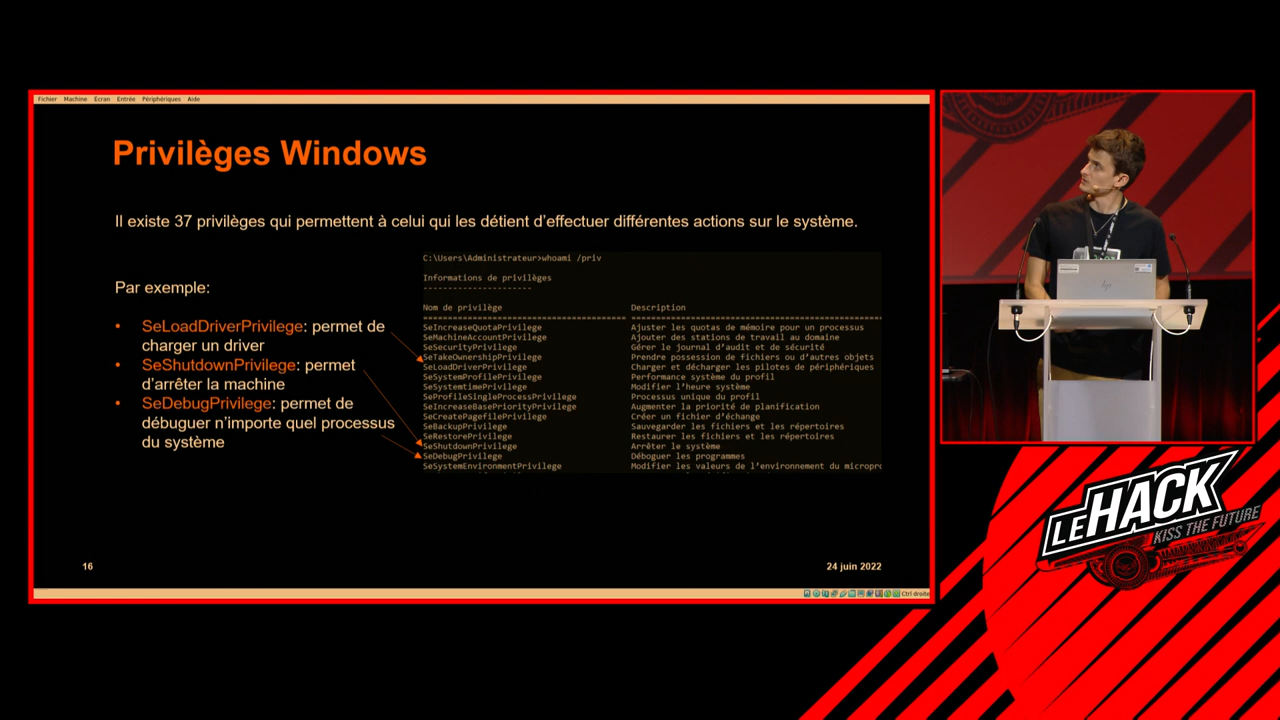 Fichier Machine Écran Entrée Périphériques Aide
Privilèges Windows
Il existe 37 privilèges qui permettent à celui qui les détient d'effectuer différentes actions sur le système.
Par exemple:
• SeLoadDriverPrivilege: permet de
charger un driver
• SeShutdownPrivilege: permet
d'arrêter la machine
• SeDebugPrivilege: permet de
débuguer n'importe quel processus
du système
C:\Users\Administrateur>whoami /priv
Informations de privilèges
----------------------
Nom de privilège Description
SeIncreaseQuotaPrivilege Ajuster les quotas de mémoire pour un processus
SeMachineAccountPrivilege Ajouter des stations de travail au domaine
SeSecurityPrivilege Gérer le journal d'audit et de sécurité
SeTakeOwnershipPrivilege Prendre possession de fichiers ou d'autres objets
SeLoadDriverPrivilege Charger et décharger les pilotes de périphériques
SeSystemProfilePrivilege Performance système du profil
SeSystemtimePrivilege Modifier l'heure système
SeProfileSingleProcessPrivilege Processus unique du profil
SeIncreaseBasePriorityPrivilege Augmenter la priorité de planification
SeCreatePagefilePrivilege Créer un fichier d'échange
SeBackupPrivilege Sauvegarder les fichiers et les répertoires
SeRestorePrivilege Restaurer les fichiers et les répertoires
SeShutdownPrivilege Arrêter le système
SeDebugPrivilege Déboguer les programmes
SeSystemEnvironmentPrivilege Modifier les valeurs de l'environnement du micropro
16
24 juin 2022
Ctrl droite
hp
LEHACK
KISS THE FUTURE